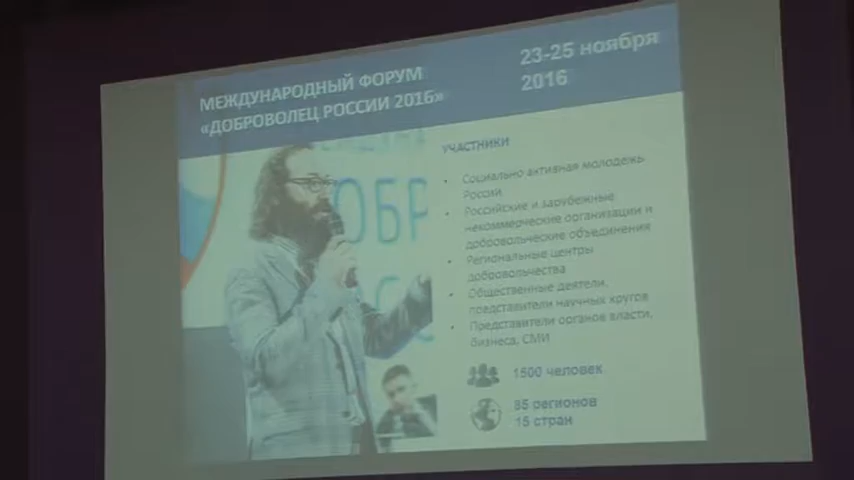 МЕЖДУНАРОДНЫЙ ФОРУМ
«ДОБРОВОЛЕЦ РОССИИ 2016»
23-25 ноября
2016
УЧАСТНИКИ
• Социально активная молодежь
России
• Российские и зарубежные
некоммерческие организации и
добровольческие объединения
• Региональные центры
добровольчества
• Общественные деятели,
представители научных кругов
• Представители органов власти,
бизнеса, СМИ
1500 человек
85 регионов
15 стран
ОБР